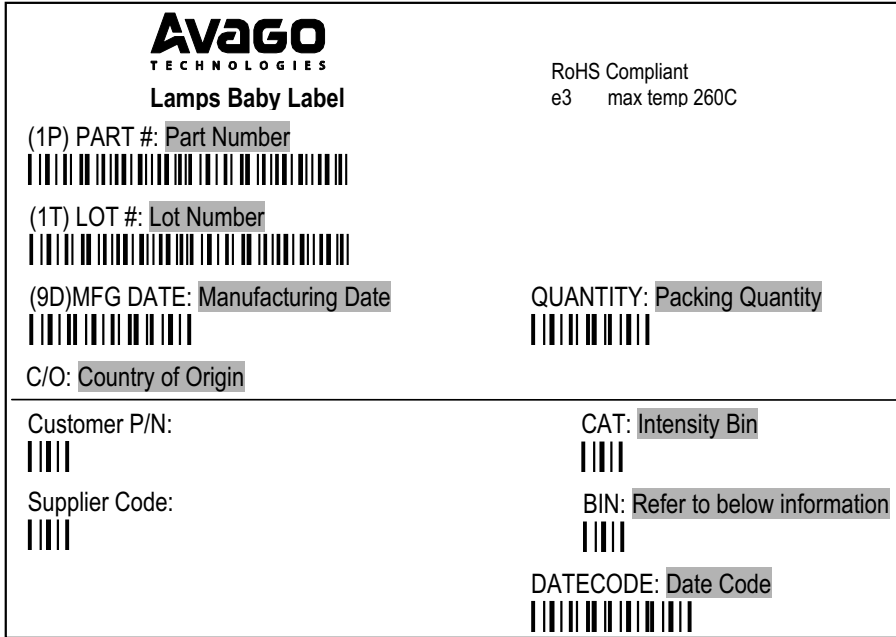 AVAGO
TECHNOLOGIES
Lamps Baby Label
RoHS Compliant
e3 max temp 260C
(1P) PART #: Part Number
(1T) LOT #: Lot Number
(9D)MFG DATE: Manufacturing Date
QUANTITY: Packing Quantity
C/O: Country of Origin
Customer P/N:
CAT: Intensity Bin
Supplier Code:
BIN: Refer to below information
DATECODE: Date Code